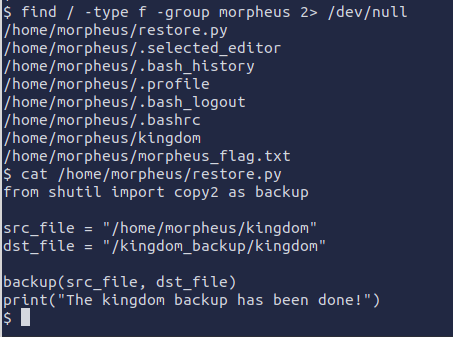 $ find / -type f -group morpheus 2> /dev/null
/home/morpheus/restore.py
/home/morpheus/.selected_editor
/home/morpheus/.bash_history
/home/morpheus/.profile
/home/morpheus/.bash_logout
/home/morpheus/.bashrc
/home/morpheus/kingdom
/home/morpheus/morpheus_flag.txt
$ cat /home/morpheus/restore.py
from shutil import copy2 as backup
src_file = "/home/morpheus/kingdom"
dst_file = "/kingdom_backup/kingdom"
backup(src_file, dst_file)
print("The kingdom backup has been done!")
$